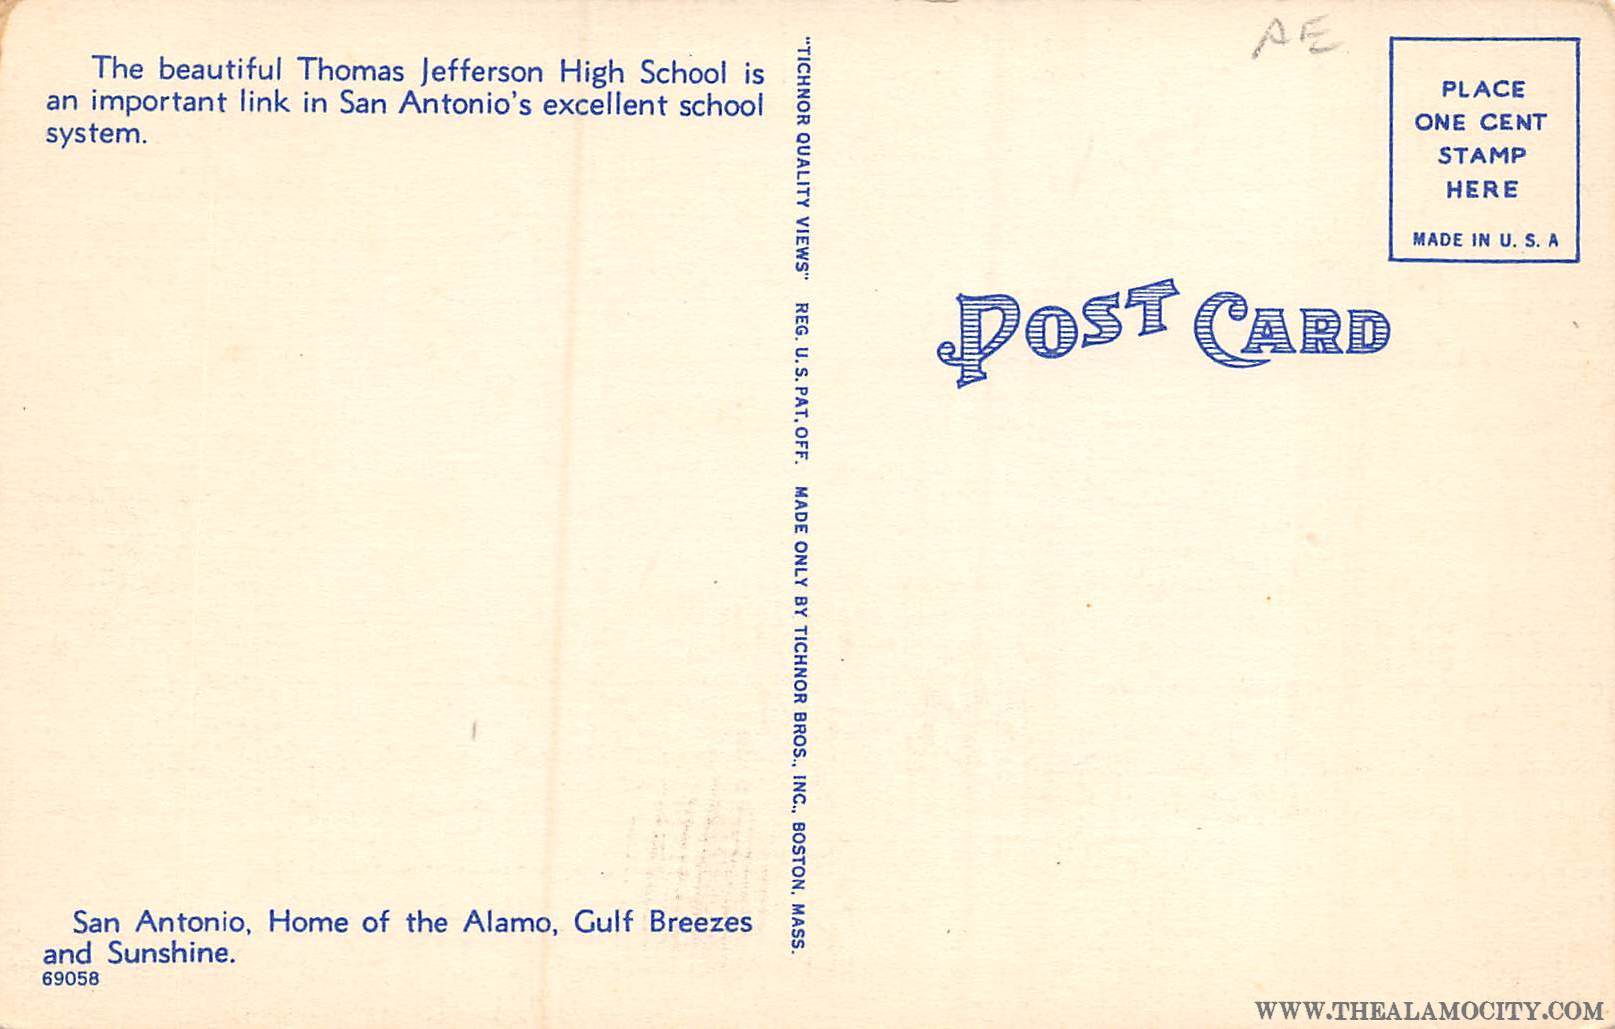 The beautiful Thomas Jefferson High School is
an important link in San Antonio's excellent school
system.
San Antonio, Home of the Alamo, Gulf Breezes
and Sunshine.
69058
"TICHNOR QUALITY VIEWS" REG. U. S. PAT. OFF. MADE ONLY BY TICHNOR BROS., INC., BOSTON, MASS.
AE
PLACE
ONE CENT
STAMP
HERE
MADE IN U. S. A
POST CARD
WWW.THEALAMOCITY.COM